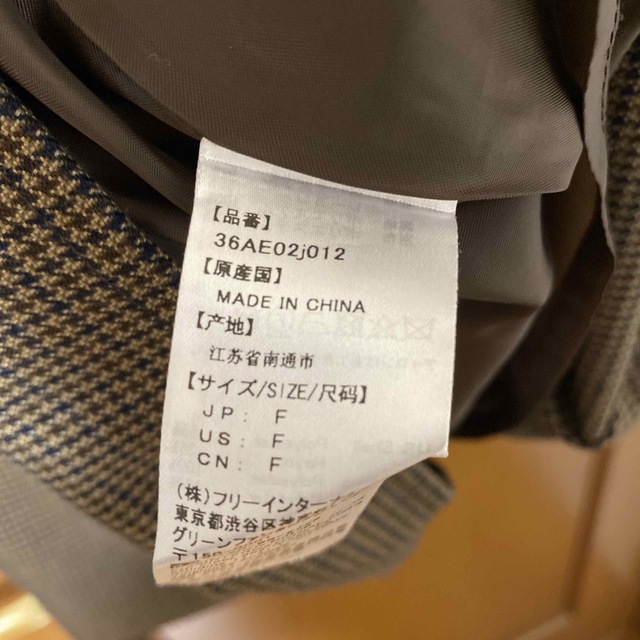 【品番】
36AE02j012
【原産国】
MADE IN CHINA
【产地】
江苏省南通市
【サイズ/SIZE/尺码】
JP: F
US: F
CN: F
(株)フリーインター
東京都渋谷区
グリーン